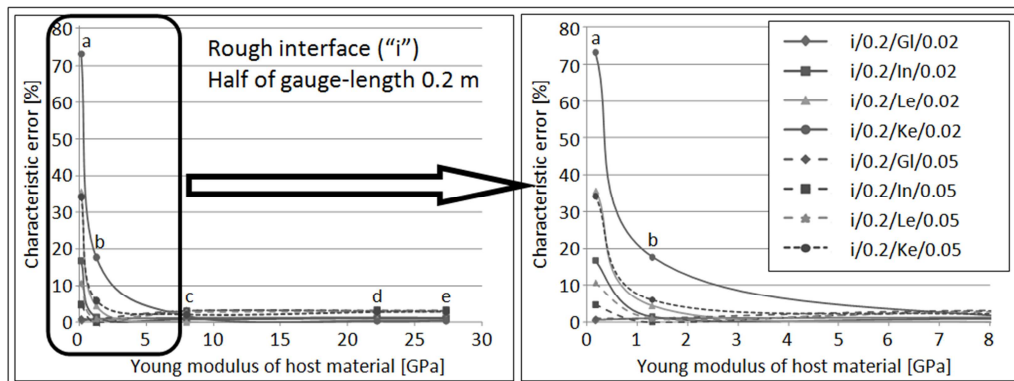 Characteristic error [%]
80
70
60
50
40
30
20
10
0
a
b
c
d
e
Rough interface (“i”)
Half of gauge-length 0.2 m
0 5 10 15 20 25 30
Young modulus of host material [GPa]
Characteristic error [%]
80
70
60
50
40
30
20
10
0
a
b
i/0.2/Gl/0.02
i/0.2/In/0.02
i/0.2/Le/0.02
i/0.2/Ke/0.02
i/0.2/Gl/0.05
i/0.2/In/0.05
i/0.2/Le/0.05
i/0.2/Ke/0.05
0 1 2 3 4 5 6 7 8
Young modulus of host material [GPa]